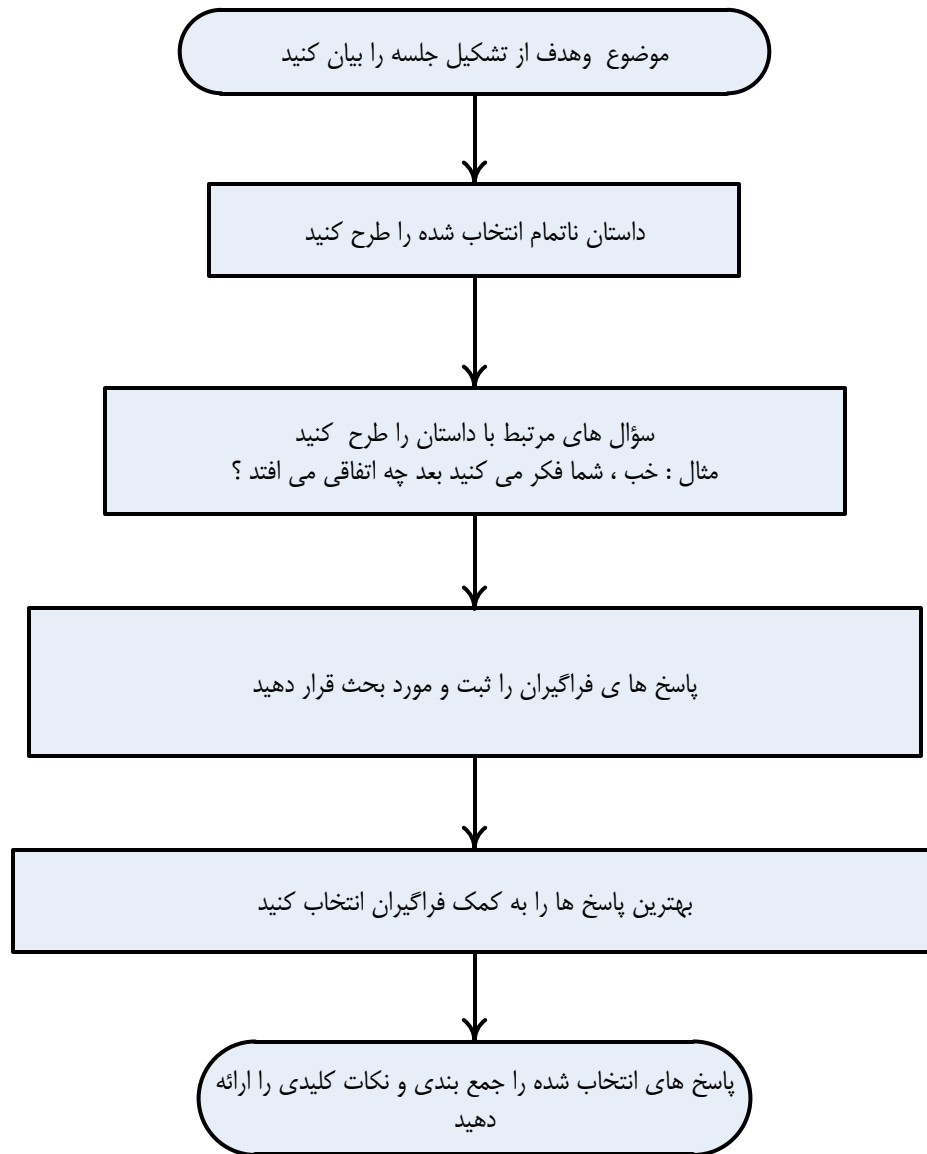 موضوع وهدف از تشکیل جلسه را بیان کنید
داستان ناتمام انتخاب شده را طرح کنید
سؤال های مرتبط با داستان را طرح کنید
مثال : خب ، شما فکر می کنید بعد چه اتفاقی می افتد ؟
پاسخ ها ی فراگیران را ثبت و مورد بحث قرار دهید
بهترین پاسخ ها را به کمک فراگیران انتخاب کنید
پاسخ های انتخاب شده را جمع بندی و نکات کلیدی را ارائه
دهید